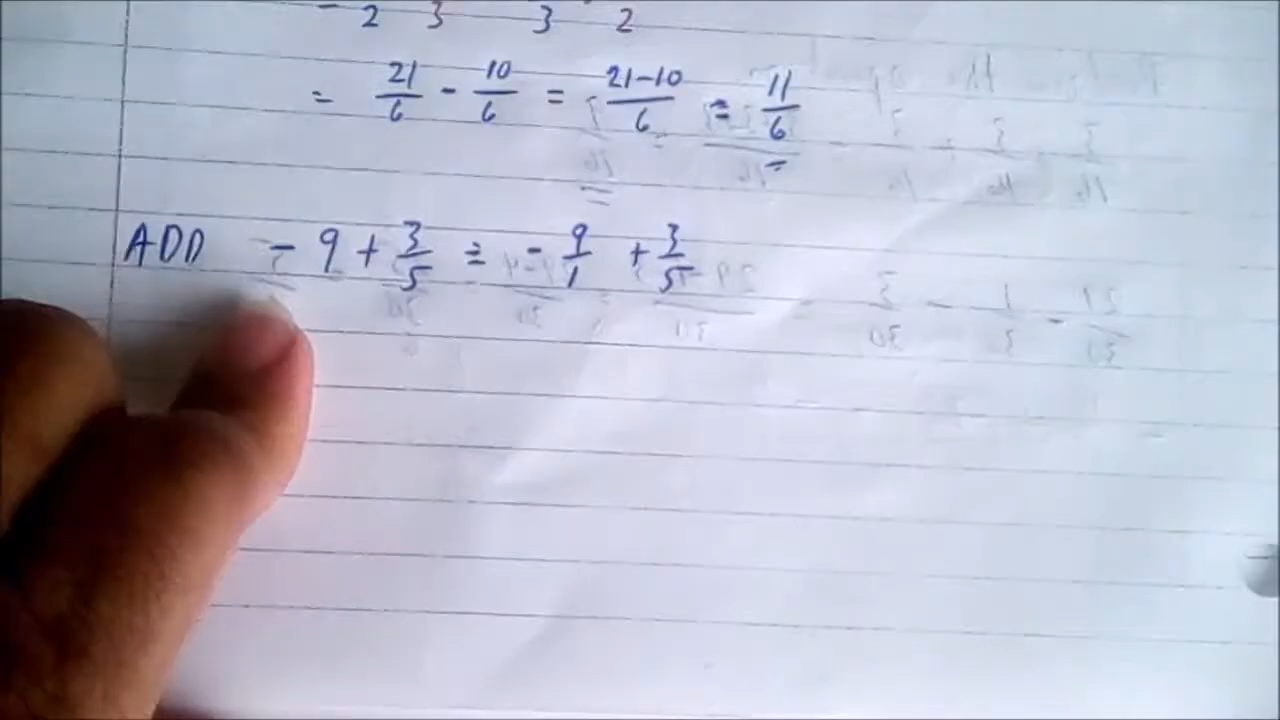 2 3 3 2
= 21/6 - 10/6 = 21-10/6 = 11/6
ADD - 9 + 3/5 = - 9/1 + 3/5